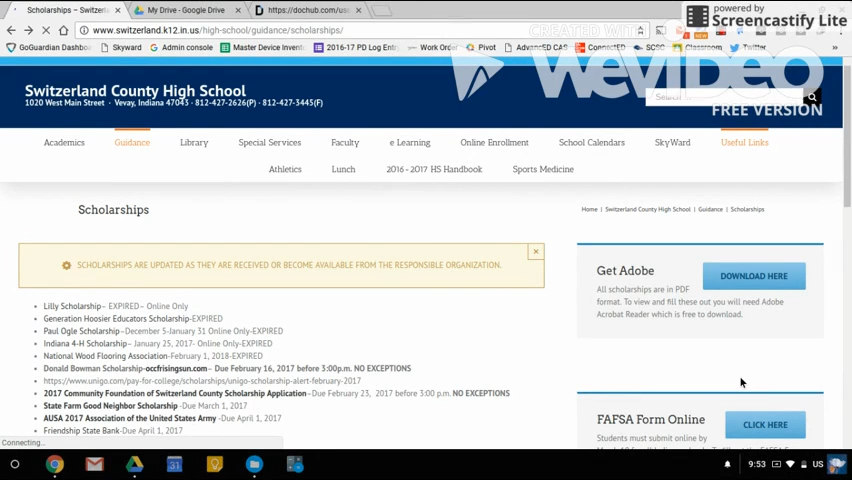 Scholarships – Switzerl
My Drive - Google Drive
https://dochub.com/use
powered by
Screencastify Lite
www.switzerland.k12.in.us/high-school/guidance/scholarships/
CREATED WITH
GoGuardian Dashbo
Skyward
Admin console
Master Device Invento
2016-17 PD Log Entry
Work Order
Pivot
AdvancED CAS
ConnectED
SCSC
Classroom
Twitter
WeVideo
FREE VERSION
Switzerland County High School
1020 West Main Street · Vevay, Indiana 47043 · 812-427-2626(P) · 812-427-3445(F)
Search
Academics
Guidance
Library
Special Services
Faculty
e Learning
Online Enrollment
School Calendars
SkyWard
Useful Links
Athletics
Lunch
2016-2017 HS Handbook
Sports Medicine
Scholarships
Home | Switzerland County High School | Guidance | Scholarships
SCHOLARSHIPS ARE UPDATED AS THEY ARE RECEIVED OR BECOME AVAILABLE FROM THE RESPONSIBLE ORGANIZATION.
Lilly Scholarship– EXPIRED– Online Only
Generation Hoosier Educators Scholarship-EXPIRED
Paul Ogle Scholarship–December 5-January 31 Online Only-EXPIRED
Indiana 4-H Scholarship – January 25, 2017- Online Only-EXPIRED
National Wood Flooring Association-February 1, 2018-EXPIRED
Donald Bowman Scholarship-occfrisingsun.com – Due February 16, 2017 before 3:00p.m. NO EXCEPTIONS
https://www.unigo.com/pay-for-college/scholarships/unigo-scholarship-alert-february-2017
2017 Community Foundation of Switzerland County Scholarship Application–Due February 23, 2017 before 3:00 p.m. NO EXCEPTIONS
State Farm Good Neighbor Scholarship -Due March 1, 2017
AUSA 2017 Association of the United States Army -Due April 1, 2017
Friendship State Bank-Due April 1, 2017
Get Adobe
DOWNLOAD HERE
All scholarships are in PDF
format. To view and fill these out you will need Adobe
Acrobat Reader which is free to download.
FAFSA Form Online
CLICK HERE
Students must submit online by
Connecting...
31
9:53
US